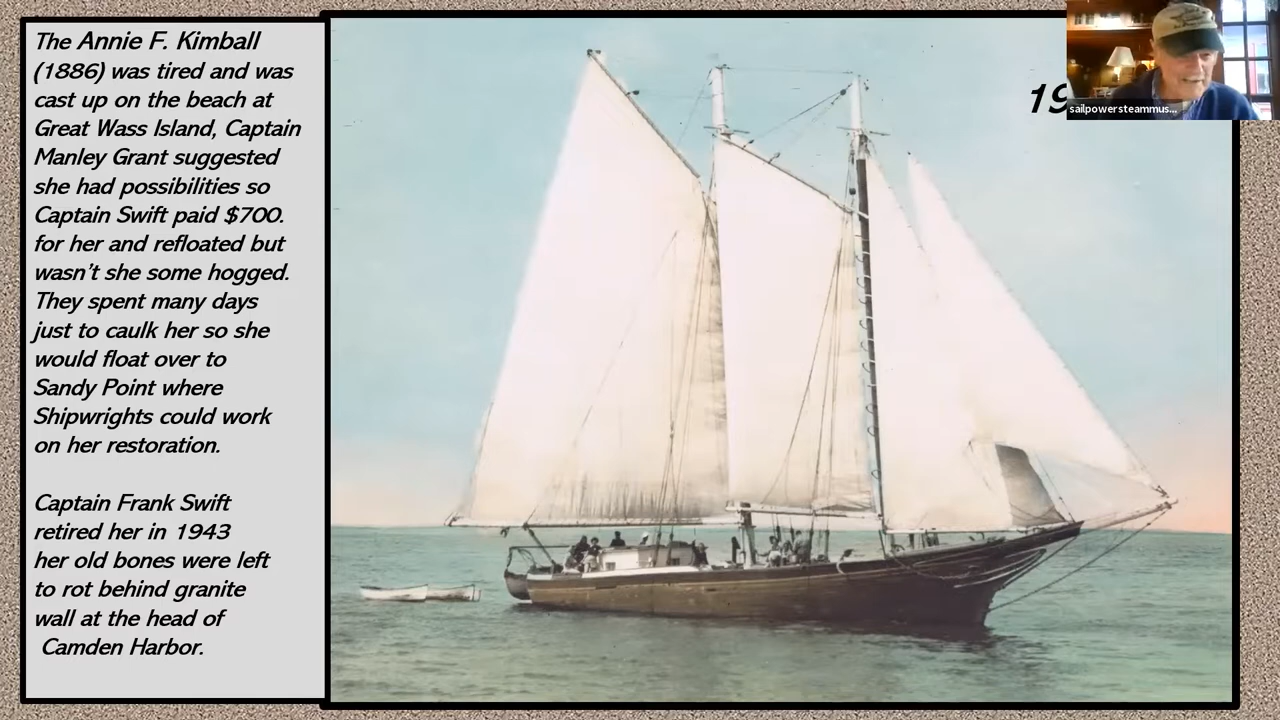 The Annie F. Kimball
(1886) was tired and was
cast up on the beach at
Great Wass Island, Captain
Manley Grant suggested
she had possibilities so
Captain Swift paid $700.
for her and refloated but
wasn't she some hogged.
They spent many days
just to caulk her so she
would float over to
Sandy Point where
Shipwrights could work
on her restoration.
Captain Frank Swift
retired her in 1943
her old bones were left
to rot behind granite
wall at the head of
Camden Harbor.
19
sailpowersteammus...